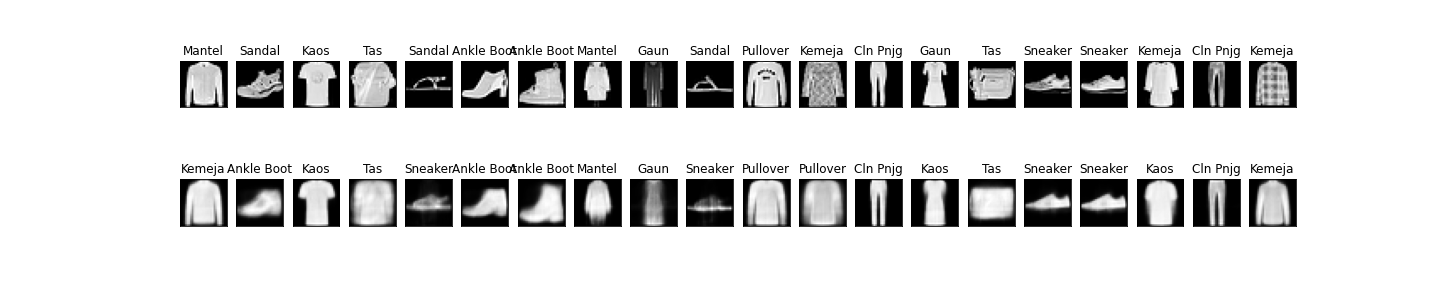 Mantel Sandal Kaos Tas Sandal Ankle Boot Ankle Boot Mantel Gaun Sandal Pullover Kemeja Cln Pnjg Gaun Tas Sneaker Sneaker Kemeja Cln Pnjg Kemeja
Kemeja Ankle Boot Kaos Tas Sneaker Ankle Boot Ankle Boot Mantel Gaun Sneaker Pullover Pullover Cln Pnjg Kaos Tas Sneaker Sneaker Kaos Cln Pnjg Kemeja